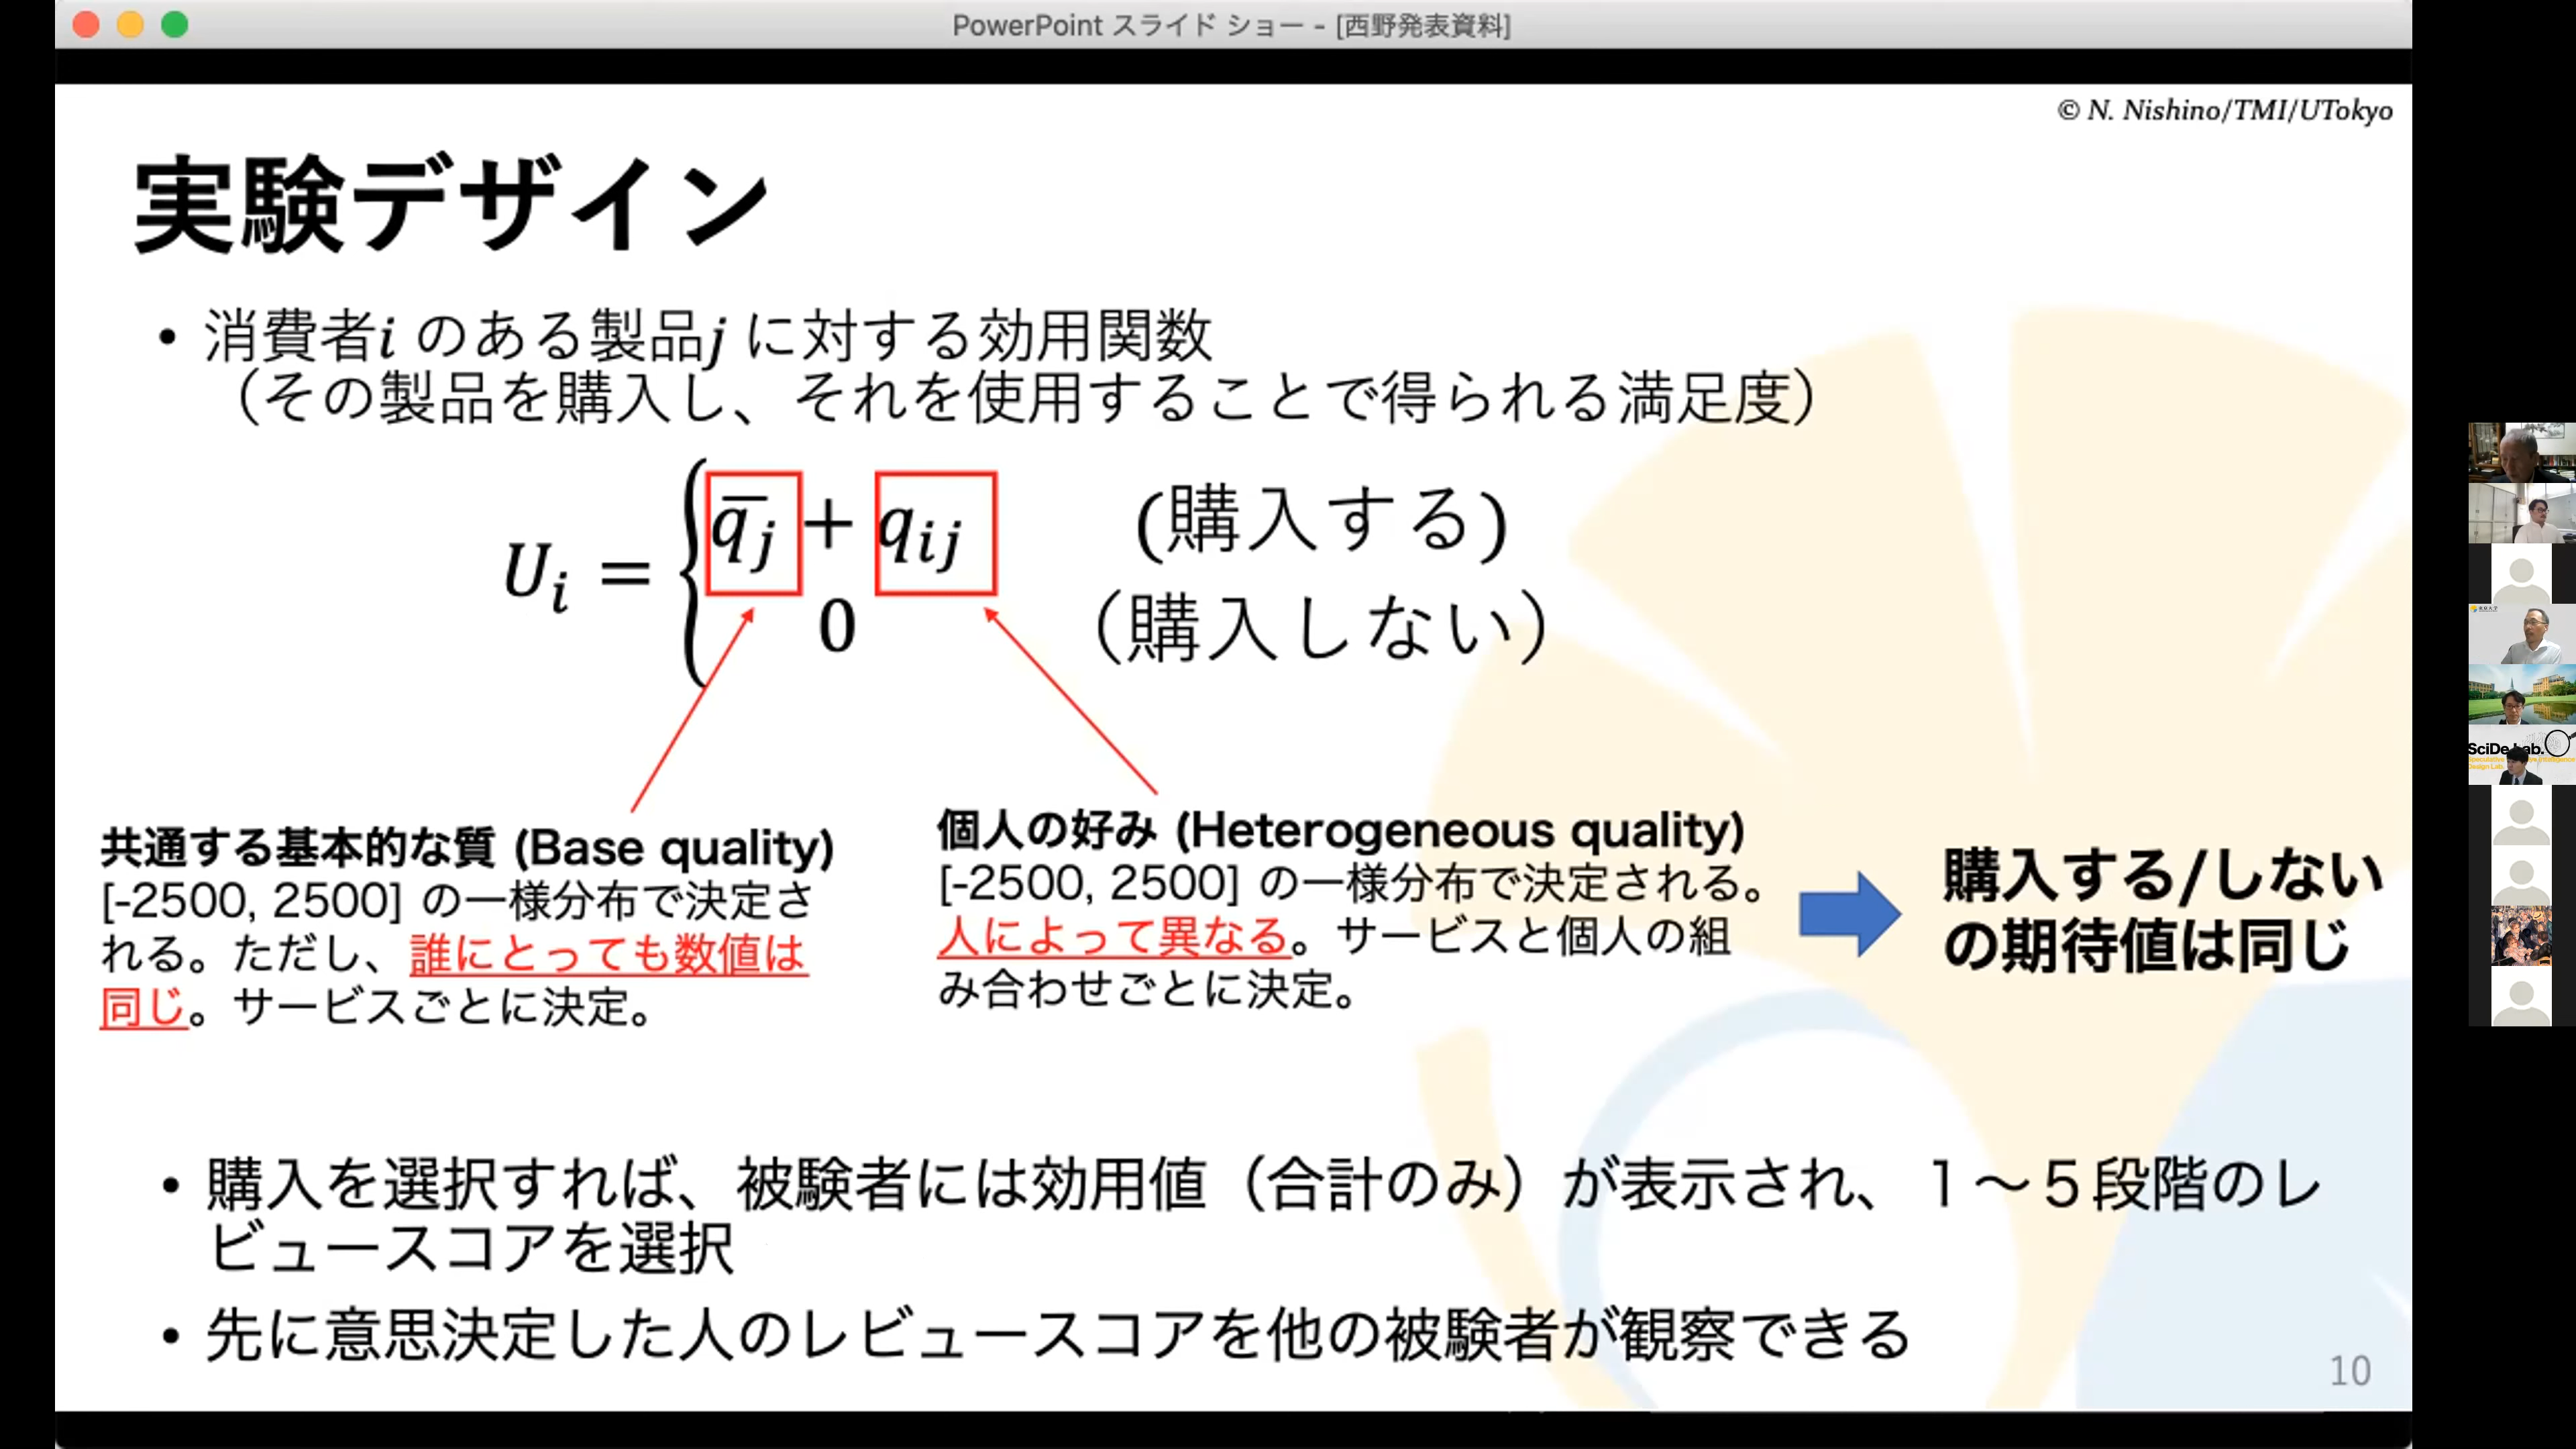 PowerPoint スライド ショー - [西野発表資料]
© N. Nishino/TMI/UTokyo
実験デザイン
• 消費者i のある製品j に対する効用関数
（その製品を購入し、それを使用することで得られる満足度）
q̅j + qij (購入する)
Ui = {
0 （購入しない）
共通する基本的な質 (Base quality)
[-2500, 2500] の一様分布で決定さ
れる。ただし、誰にとっても数値は
同じ。サービスごとに決定。
個人の好み (Heterogeneous quality)
[-2500, 2500] の一様分布で決定される。
人によって異なる。サービスと個人の組
み合わせごとに決定。
購入する/しない
の期待値は同じ
• 購入を選択すれば、被験者には効用値（合計のみ）が表示され、１～５段階のレ
ビュースコアを選択
• 先に意思決定した人のレビュースコアを他の被験者が観察できる
10
SciDe Lab.
Design Lab.